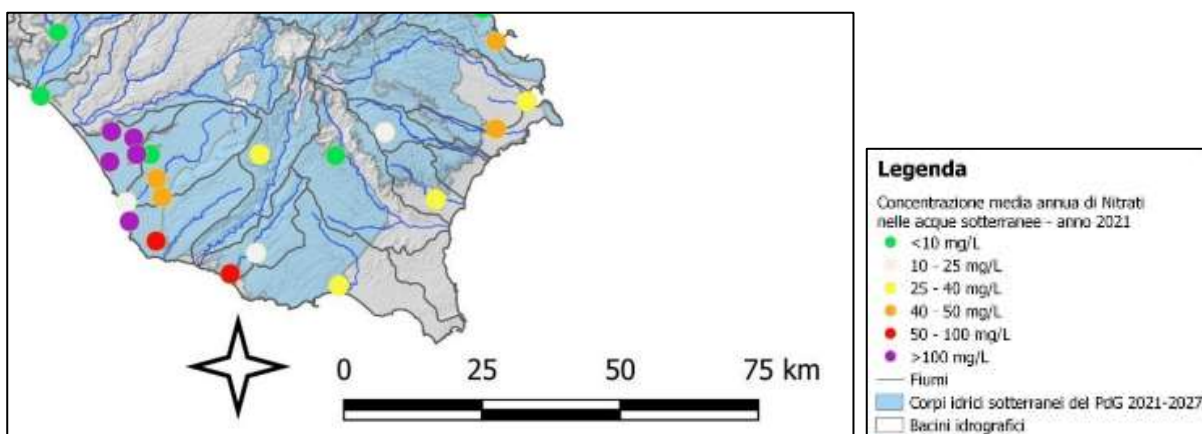 0 25 50 75 km
Legenda
Concentrazione media annua di Nitrati
nelle acque sotterranee - anno 2021
<10 mg/L
10 - 25 mg/L
25 - 40 mg/L
40 - 50 mg/L
50 - 100 mg/L
>100 mg/L
Fiumi
Corpi idrici sotterranei del PdG 2021-2027
Bacini idrografici